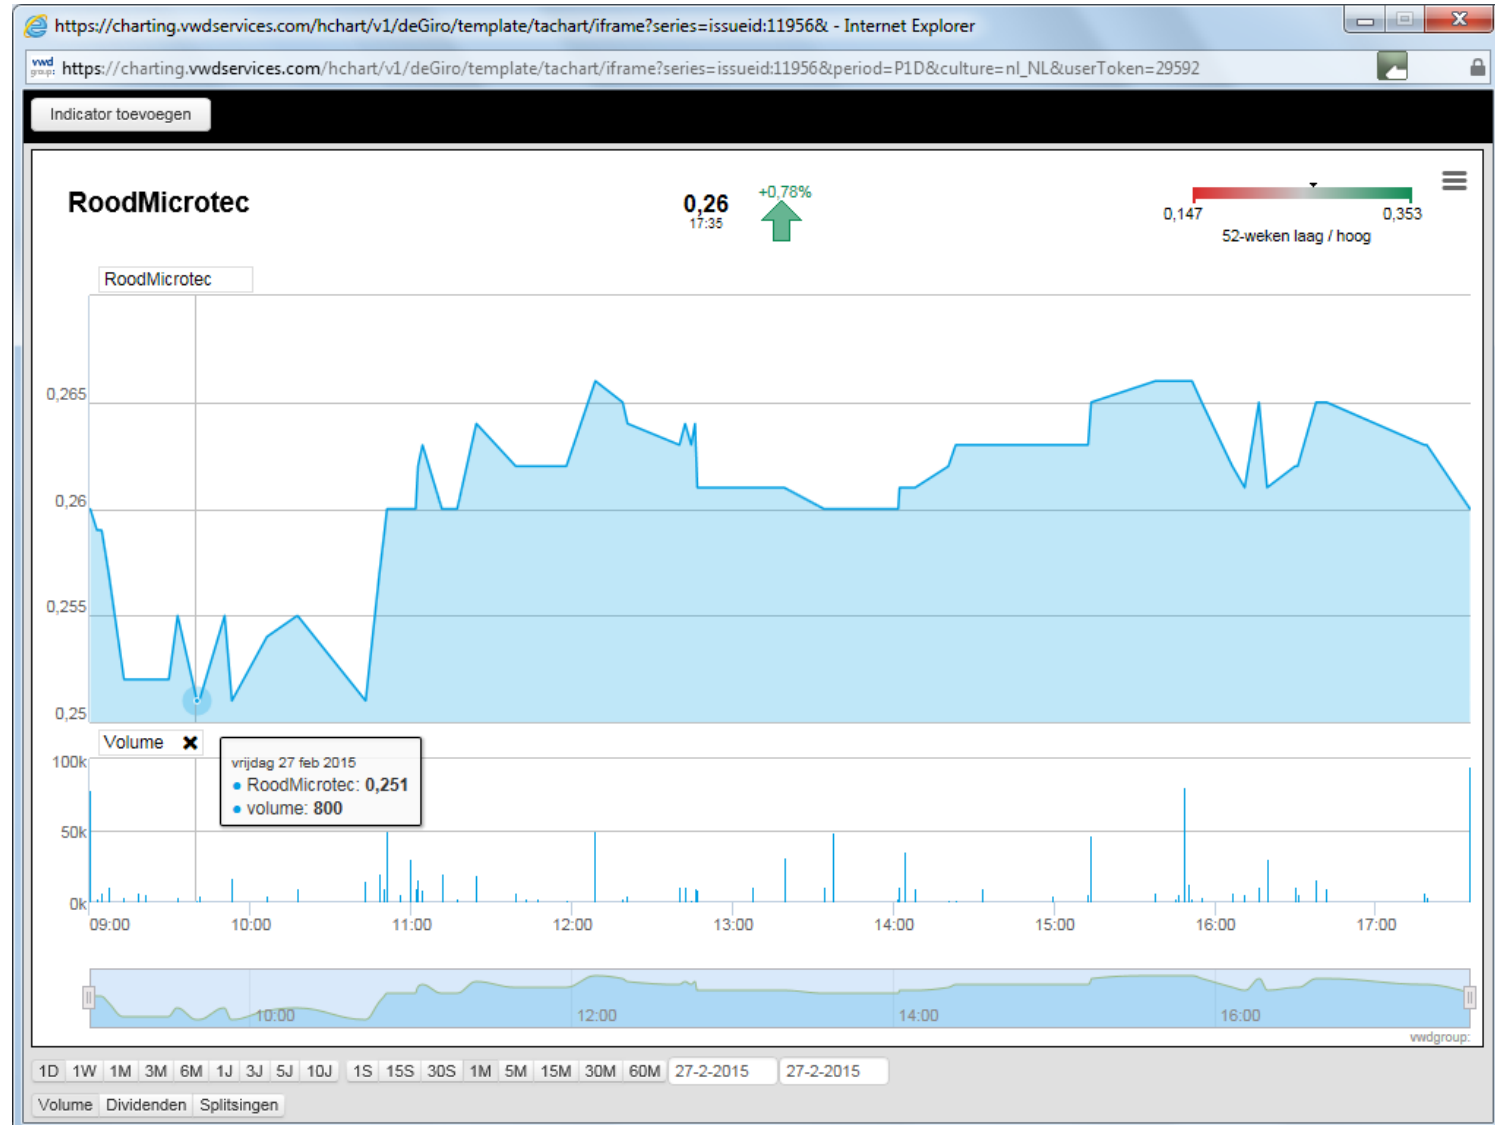 https://charting.vwdservices.com/hchart/v1/deGiro/template/tachart/iframe?series=issueid:11956& - Internet Explorer
vwd group: https://charting.vwdservices.com/hchart/v1/deGiro/template/tachart/iframe?series=issueid:11956&period=P1D&culture=nl_NL&userToken=29592
Indicator toevoegen
RoodMicrotec
0,26
17:35
+0,78%
0,147 0,353
52-weken laag / hoog
RoodMicrotec
0,265
0,26
0,255
0,25
Volume
100k
50k
0k
vrijdag 27 feb 2015
RoodMicrotec: 0,251
volume: 800
09:00 10:00 11:00 12:00 13:00 14:00 15:00 16:00 17:00
10:00 12:00 14:00 16:00
vwdgroup:
1D 1W 1M 3M 6M 1J 3J 5J 10J 1S 15S 30S 1M 5M 15M 30M 60M 27-2-2015 27-2-2015
Volume Dividenden Splitsingen